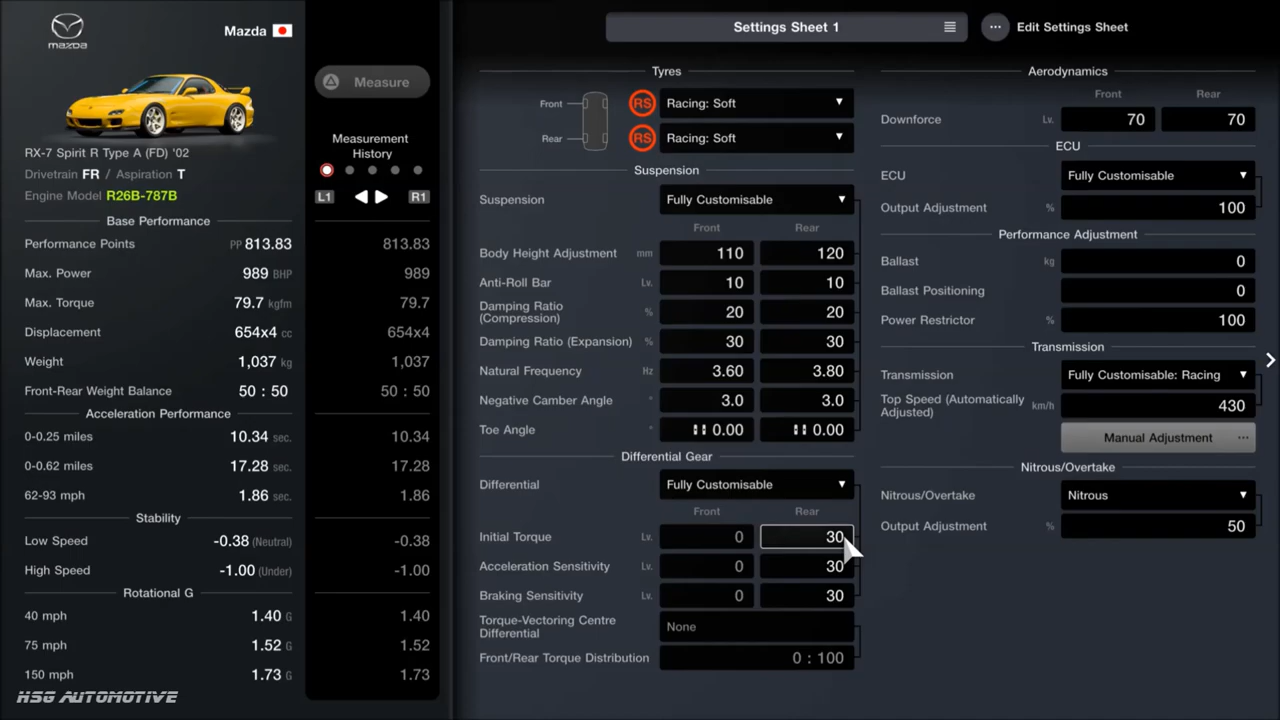 mazda
Mazda
RX-7 Spirit R Type A (FD) '02
Drivetrain FR / Aspiration T
Engine Model R26B-787B
Base Performance
Performance Points PP 813.83
Max. Power 989 BHP
Max. Torque 79.7 kgfm
Displacement 654x4 cc
Weight 1,037 kg
Front-Rear Weight Balance 50 : 50
Acceleration Performance
0-0.25 miles 10.34 sec.
0-0.62 miles 17.28 sec.
62-93 mph 1.86 sec.
Stability
Low Speed -0.38 (Neutral)
High Speed -1.00 (Under)
Rotational G
40 mph 1.40 G
75 mph 1.52 G
150 mph 1.73 G
HSG AUTOMOTIVE
Measure
Measurement
History
L1 R1
813.83
989
79.7
654x4
1,037
50 : 50
10.34
17.28
1.86
-0.38
-1.00
1.40
1.52
1.73
Settings Sheet 1
Edit Settings Sheet
Tyres
Front RS Racing: Soft
Rear RS Racing: Soft
Suspension
Suspension Fully Customisable
Front Rear
Body Height Adjustment mm 110 120
Anti-Roll Bar Lv. 10 10
Damping Ratio
(Compression) % 20 20
Damping Ratio (Expansion) % 30 30
Natural Frequency Hz 3.60 3.80
Negative Camber Angle ° 3.0 3.0
Toe Angle ° 0.00 0.00
Differential Gear
Differential Fully Customisable
Front Rear
Initial Torque Lv. 0 30
Acceleration Sensitivity Lv. 0 30
Braking Sensitivity Lv. 0 30
Torque-Vectoring Centre
Differential None
Front/Rear Torque Distribution 0 : 100
Aerodynamics
Front Rear
Downforce Lv. 70 70
ECU
ECU Fully Customisable
Output Adjustment % 100
Performance Adjustment
Ballast kg 0
Ballast Positioning 0
Power Restrictor % 100
Transmission
Transmission Fully Customisable: Racing
Top Speed (Automatically
Adjusted) km/h 430
Manual Adjustment ...
Nitrous/Overtake
Nitrous/Overtake Nitrous
Output Adjustment % 50